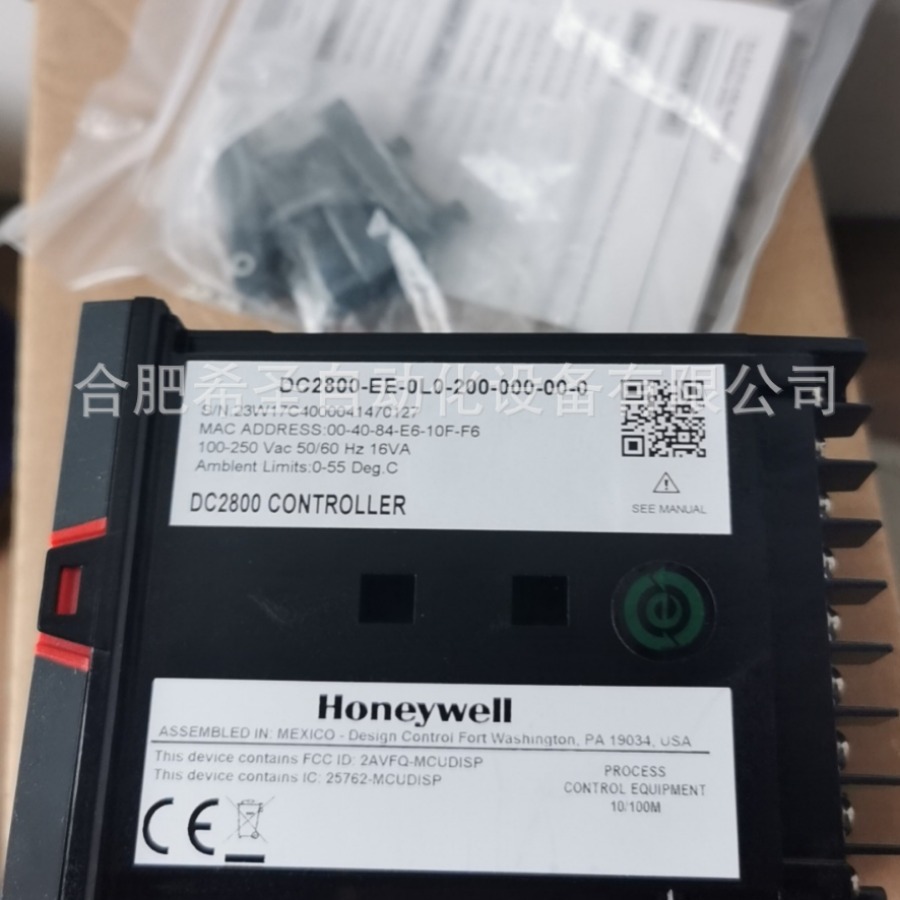 DC2800-EE-0L0-200-000-00-0
合肥希圣自动化设备有限公司
S/N:23W17C4000041470127
MAC ADDRESS:00-40-84-E6-10F-F6
100-250 Vac 50/60 Hz 16VA
Ambient Limits:0-55 Deg.C
DC2800 CONTROLLER
SEE MANUAL
Honeywell
ASSEMBLED IN: MEXICO - Design Control Fort Washington, PA 19034, USA
This device contains FCC ID: 2AVFQ-MCUDISP
This device contains IC: 25762-MCUDISP
PROCESS
CONTROL EQUIPMENT
10/100M
CE